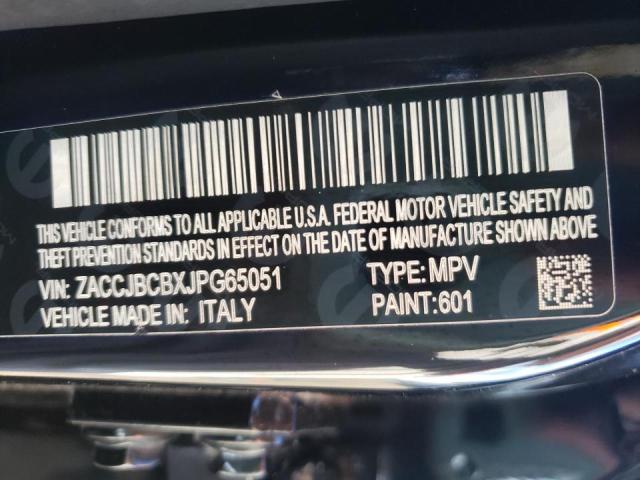 THIS VEHICLE CONFORMS TO ALL APPLICABLE U.S.A. FEDERAL MOTOR VEHICLE SAFETY AND
THEFT PREVENTION STANDARDS IN EFFECT ON THE DATE OF MANUFACTURE SHOWN ABOVE
VIN: ZACCJBCBXJPG65051 TYPE:MPV
VEHICLE MADE IN: ITALY PAINT:601